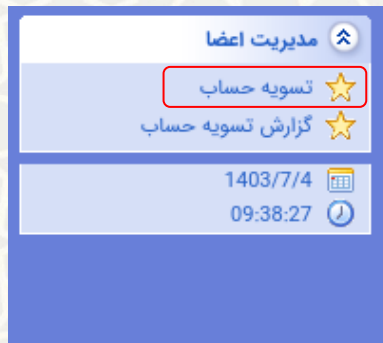 مدیریت اعضا
تسویه حساب
گزارش تسویه حساب
1403/7/4
09:38:27